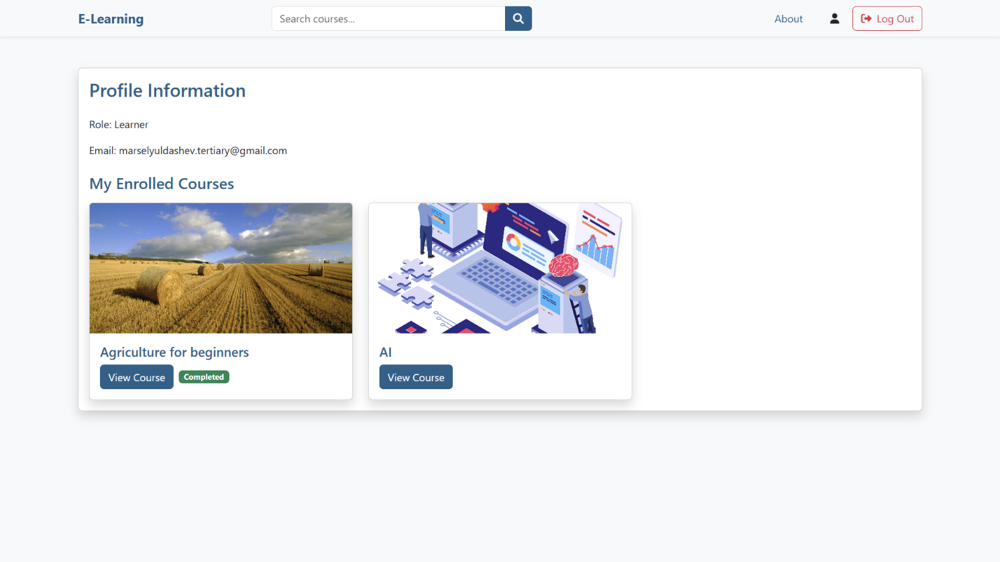 E-Learning
Search courses...
About
Log Out
Profile Information
Role: Learner
Email: marselyuldashev.tertiary@gmail.com
My Enrolled Courses
Agriculture for beginners
View Course
Completed
AI
View Course